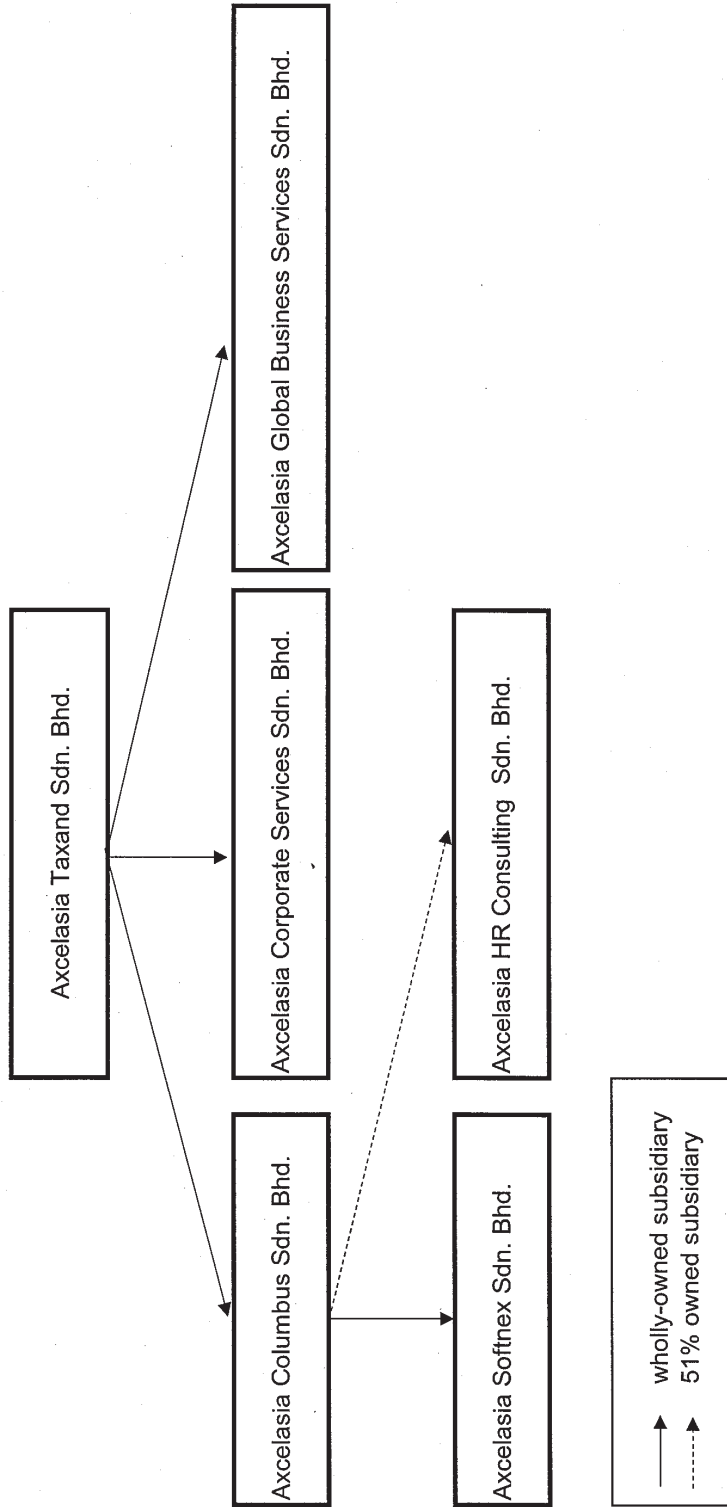 Axcelasia Taxand Sdn. Bhd.
Axcelasia Columbus Sdn. Bhd.
Axcelasia Corporate Services Sdn. Bhd.
Axcelasia Global Business Services Sdn. Bhd.
Axcelasia Softnex Sdn. Bhd.
Axcelasia HR Consulting Sdn. Bhd.
wholly-owned subsidiary
51% owned subsidiary